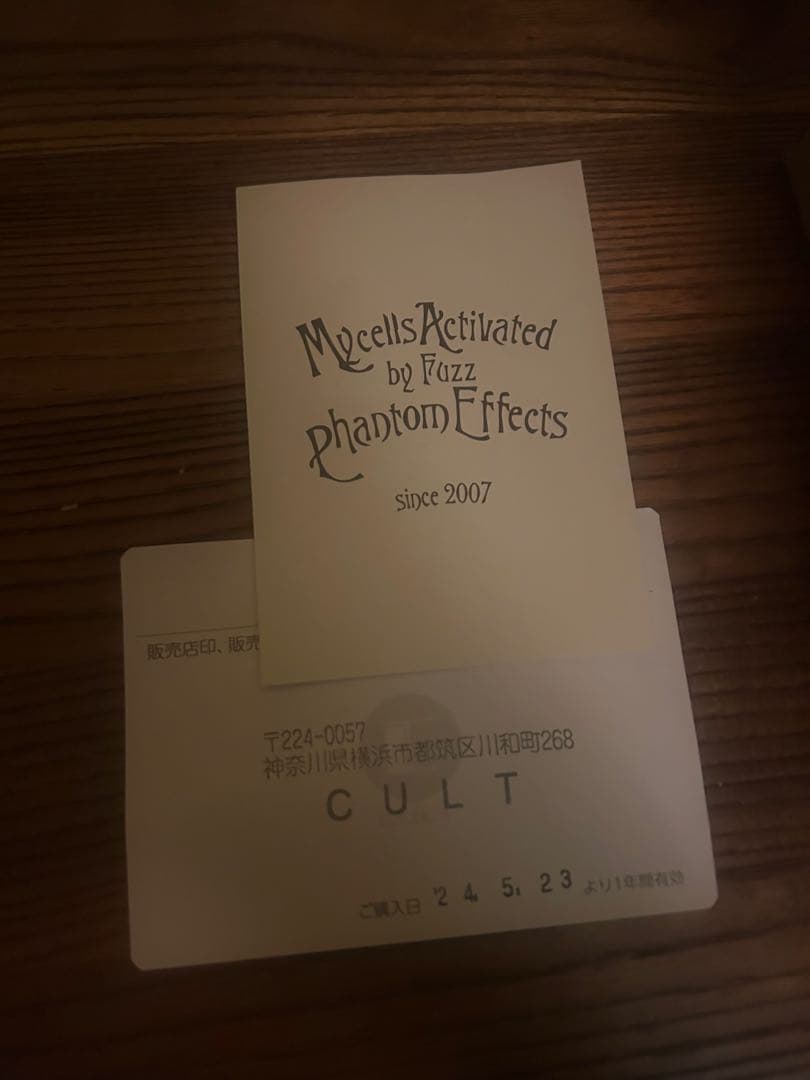 MycellsActivated
by Fuzz
Phantom Effects
since 2007
販売店印、販売
〒224-0057
神奈川県横浜市都筑区川和町268
CULT
ご購入日 '24. 5. 23 より1年間有効